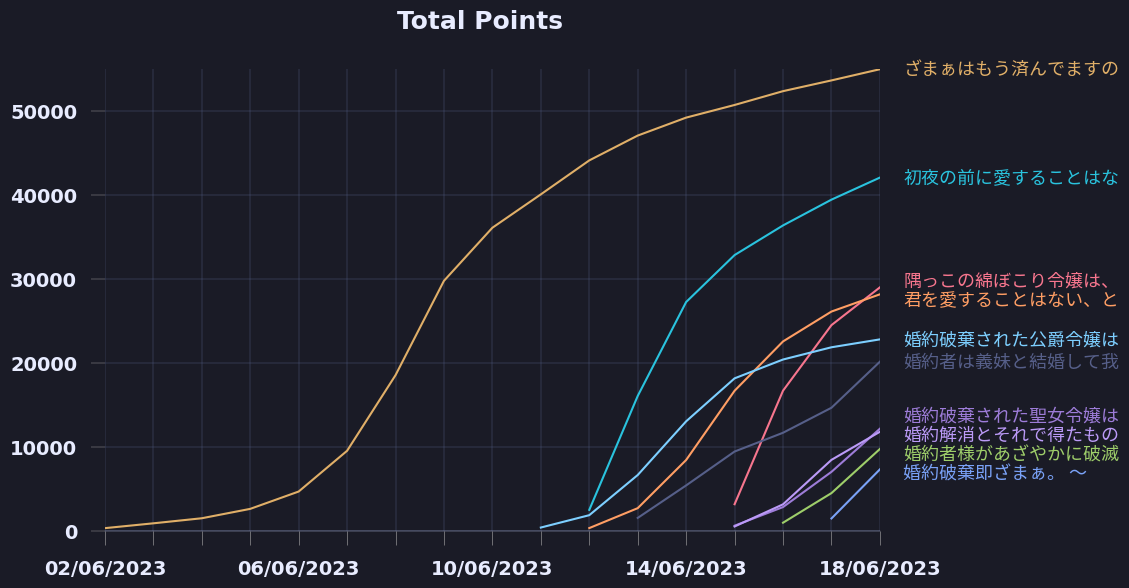 Total Points
50000
40000
30000
20000
10000
0
02/06/2023
06/06/2023
10/06/2023
14/06/2023
18/06/2023
ざまぁはもう済んでますの
初夜の前に愛することはな
隅っこの綿ぼこり令嬢は、
君を愛することはない、と
婚約破棄された公爵令嬢は
婚約者は義妹と結婚して我
婚約破棄された聖女令嬢は
婚約解消とそれで得たもの
婚約者様があざやかに破滅
婚約破棄即ざまぁ。 ～